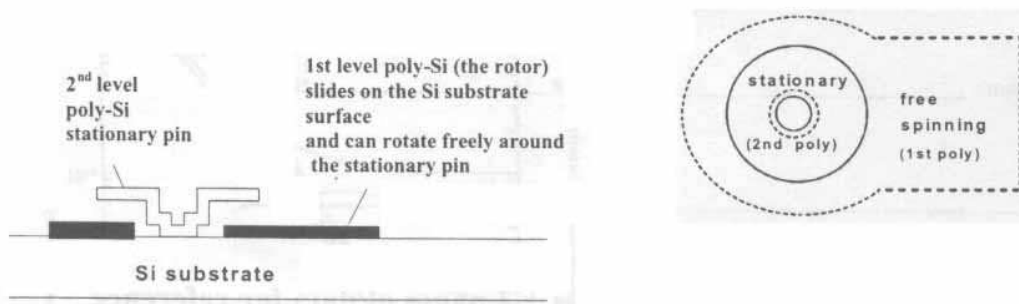 2nd level
poly-Si
stationary pin
1st level poly-Si (the rotor)
slides on the Si substrate
surface
and can rotate freely around
the stationary pin
Si substrate
stationary
(2nd poly)
free
spinning
(1st poly)